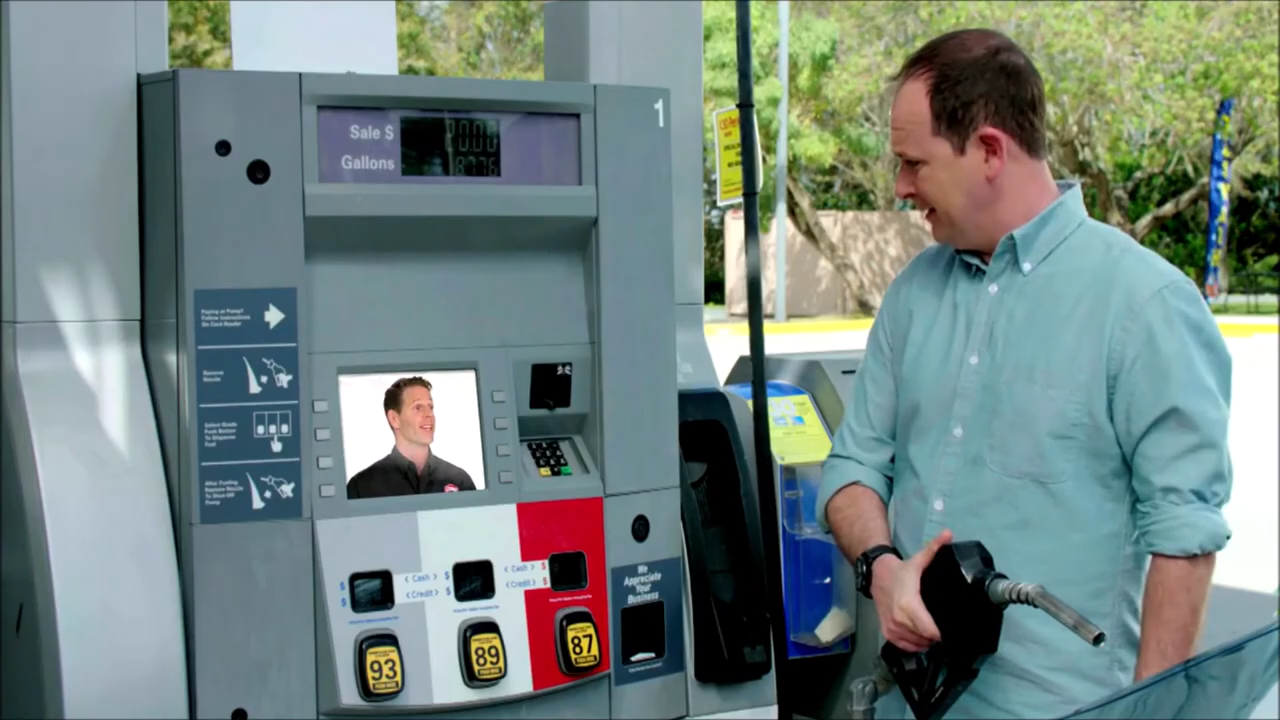 1
Sale $
Gallons
Paying at Pump?
Follow Instructions
On Card Reader
Remove
Nozzle
Select Grade
Push Button
To Dispense
Fuel
After Fueling
Replace Nozzle
To Shut Off
Pump
$
$
< Cash >
< Credit >
$
< Cash > $
< Credit > $
We
Appreciate
Your
Business
93
89
87